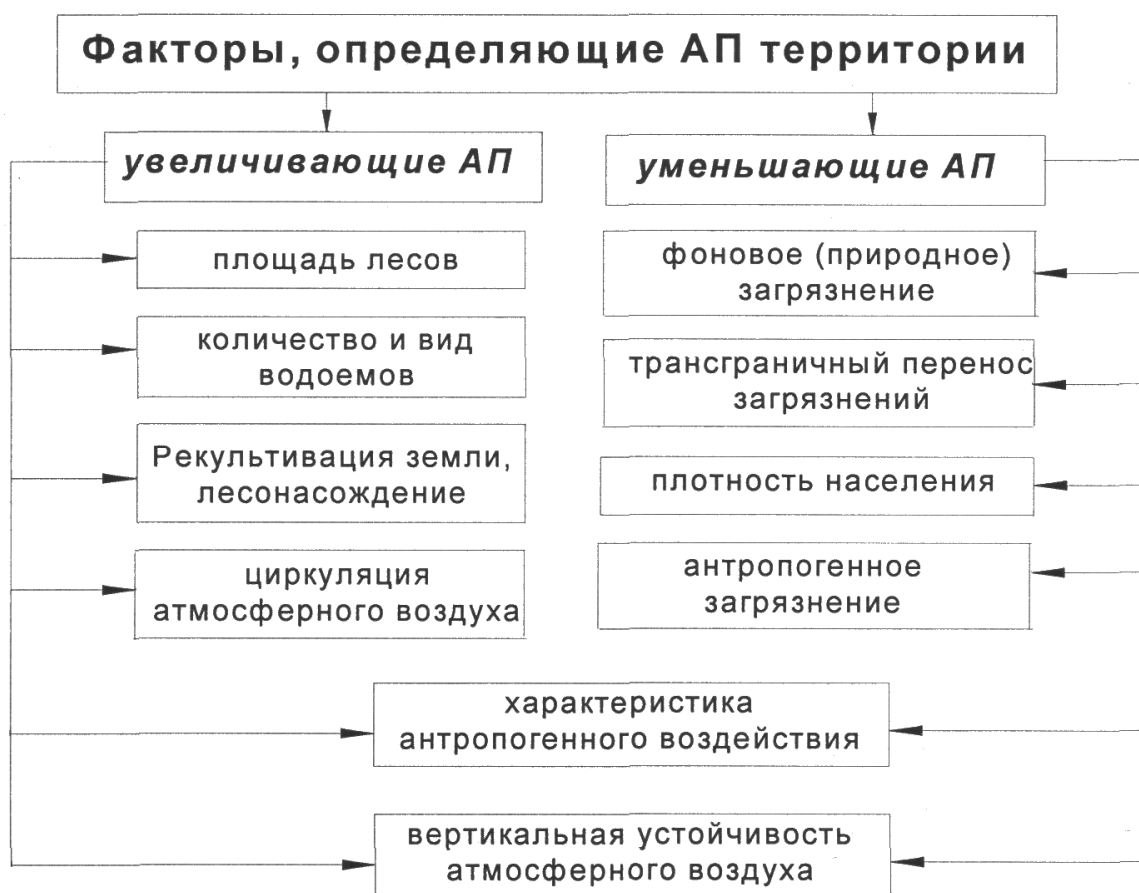 Факторы, определяющие АП территории
увеличивающие АП
уменьшающие АП
площадь лесов
количество и вид
водоемов
Рекультивация земли,
лесонасождение
циркуляция
атмосферного воздуха
фоновое (природное)
загрязнение
трансграничный перенос
загрязнений
плотность населения
антропогенное
загрязнение
характеристика
антропогенного воздействия
вертикальная устойчивость
атмосферного воздуха